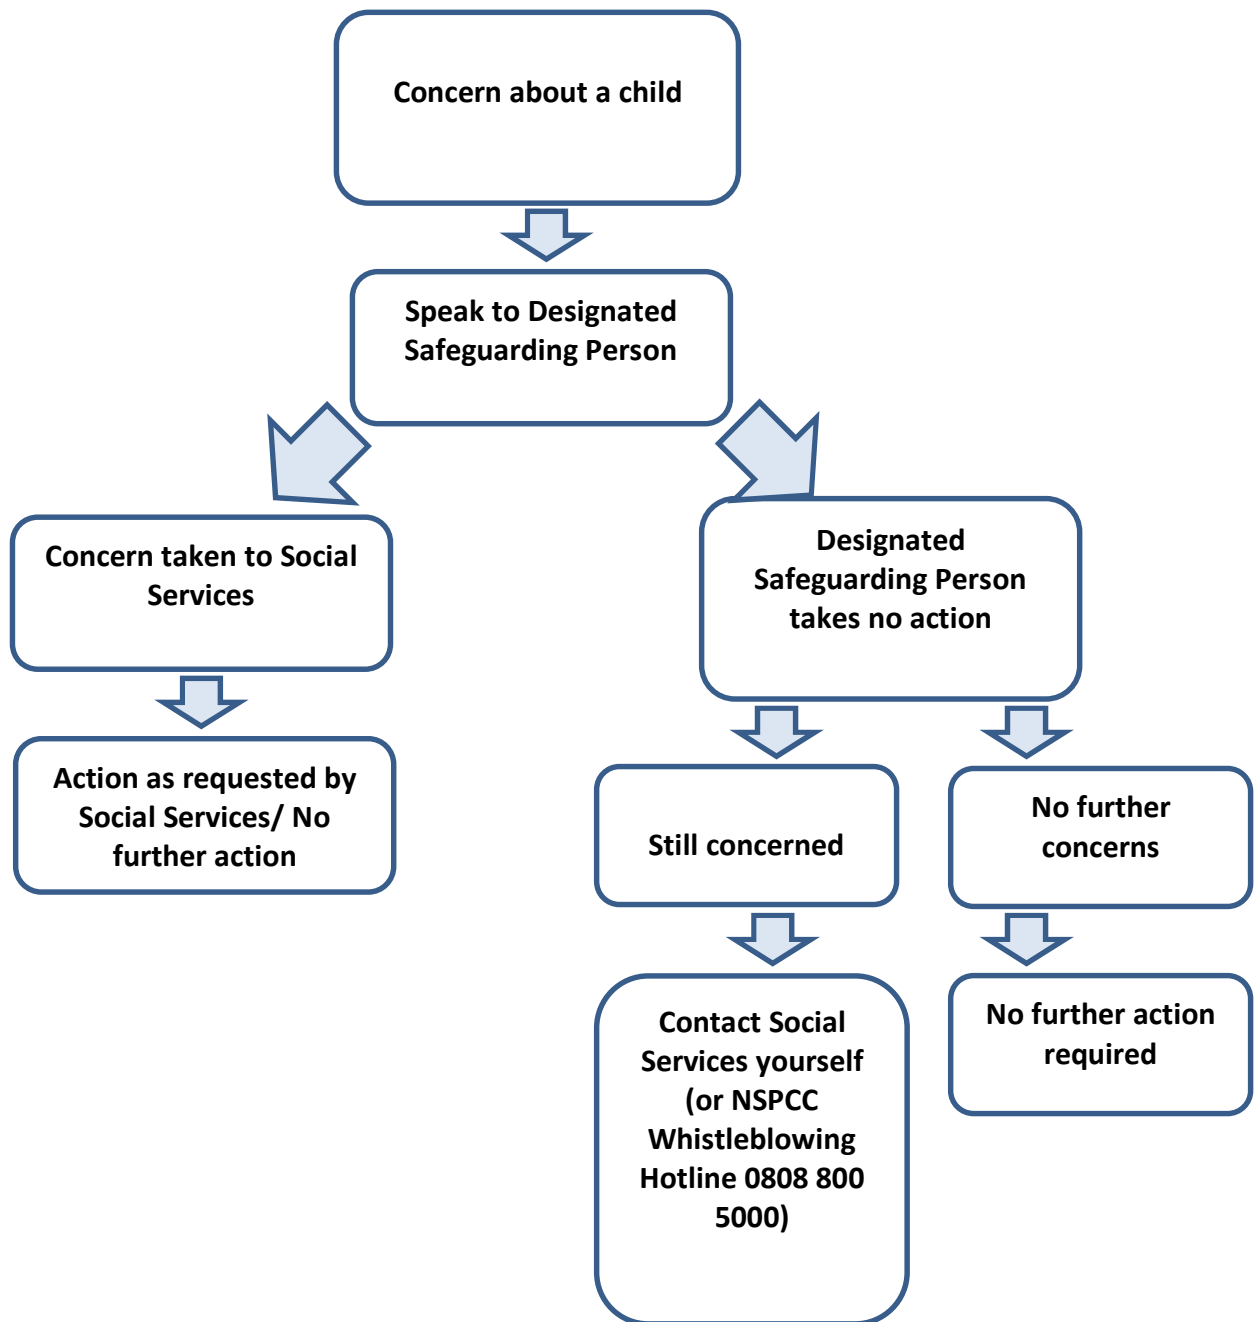 Concern about a child
Speak to Designated
Safeguarding Person
Concern taken to Social
Services
Action as requested by
Social Services/ No
further action
Designated
Safeguarding Person
takes no action
Still concerned
Contact Social
Services yourself
(or NSPCC
Whistleblowing
Hotline 0808 800
5000)
No further
concerns
No further action
required